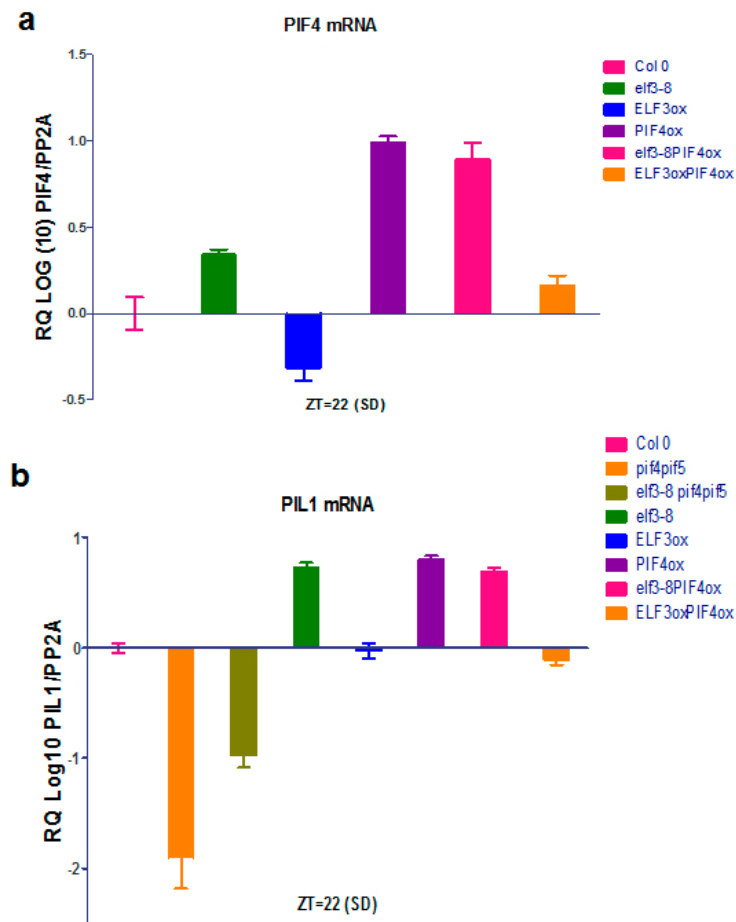 a
PIF4 mRNA
RQ LOG (10) PIF4/PP2A
1.5
1.0
0.5
0.0
-0.5
ZT=22 (SD)
Col 0
elf3-8
ELF3ox
PIF4ox
elf3-8PIF4ox
ELF3oxPIF4ox
b
PIL1 mRNA
RQ Log10 PIL1/PP2A
1
0
-1
-2
ZT=22 (SD)
Col 0
pif4pif5
elf3-8 pif4pif5
elf3-8
ELF3ox
PIF4ox
elf3-8PIF4ox
ELF3oxPIF4ox